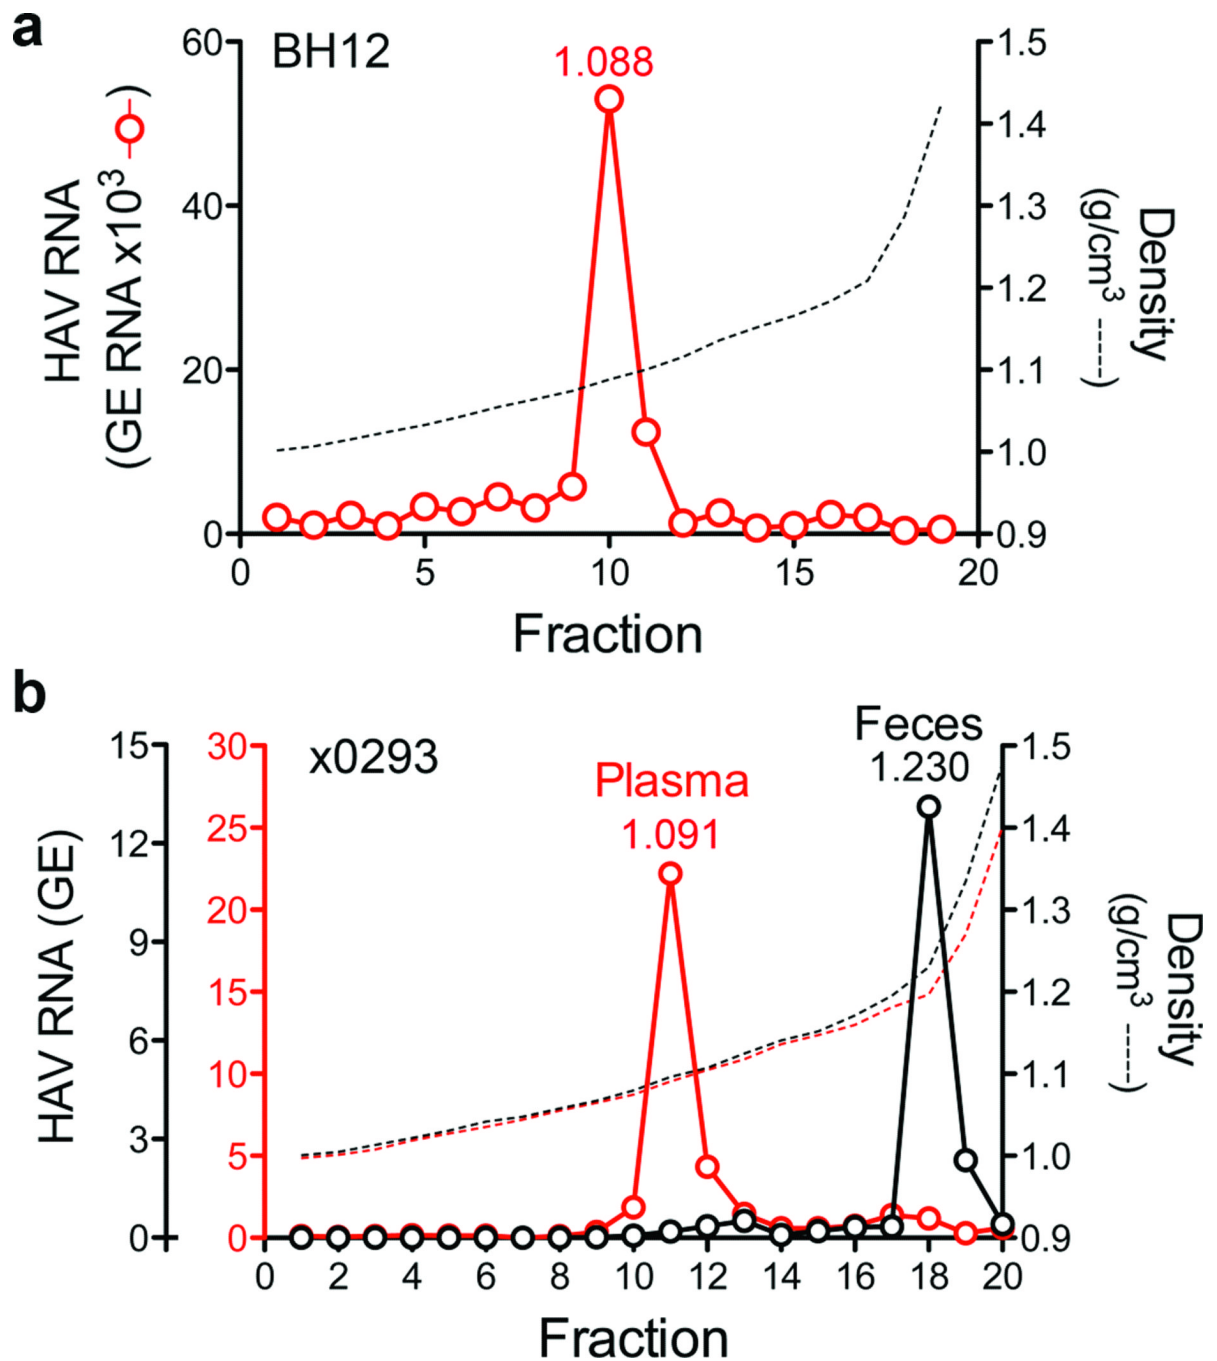 a
BH12
1.088
60
40
20
0
HAV RNA
(GE RNA x10³ )
1.5
1.4
1.3
1.2
1.1
1.0
0.9
Density
(g/cm³ ------)
0 5 10 15 20
Fraction
b
x0293
Plasma
1.091
Feces
1.230
15
12
9
6
3
0
30
25
20
15
10
5
0
HAV RNA (GE)
1.5
1.4
1.3
1.2
1.1
1.0
0.9
Density
(g/cm³ ------)
0 2 4 6 8 10 12 14 16 18 20
Fraction